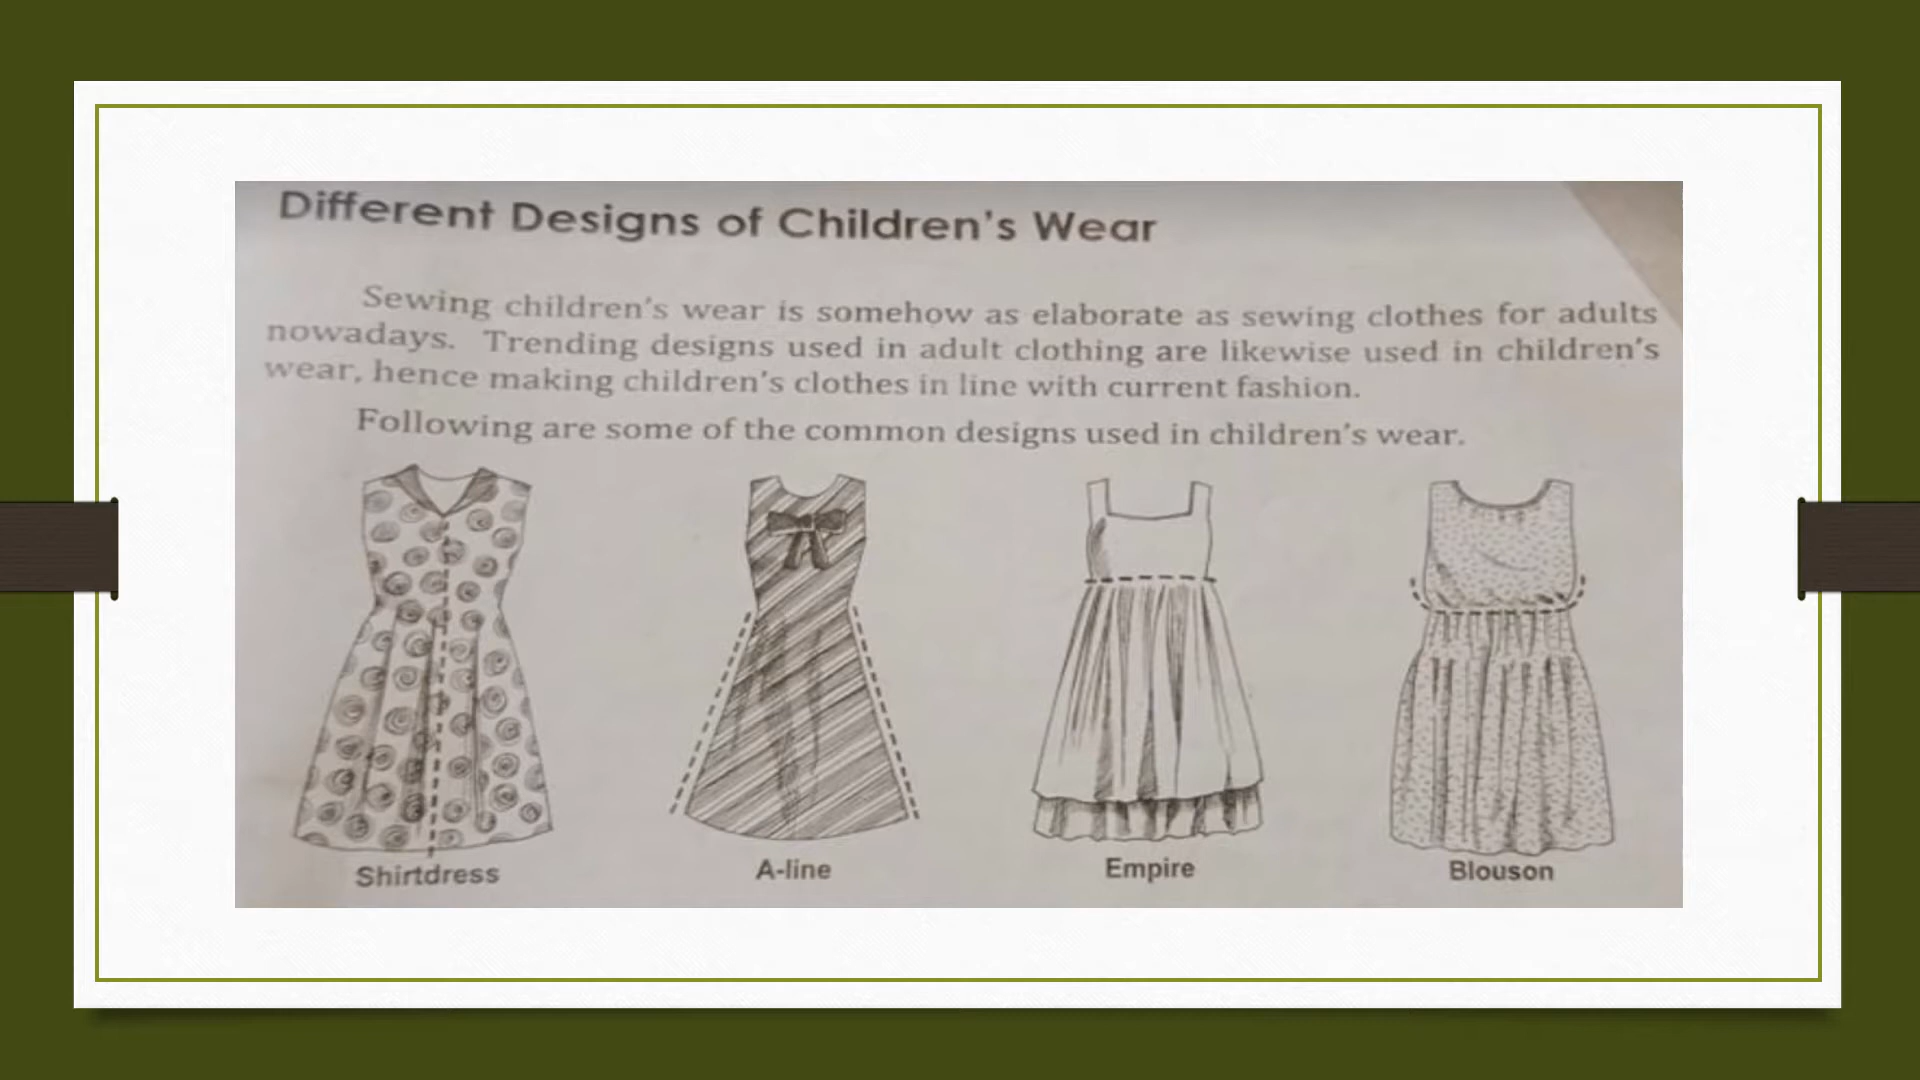 Different Designs of Children's Wear
Sewing children's wear is somehow as elaborate as sewing clothes for adults
nowadays. Trending designs used in adult clothing are likewise used in children's
wear, hence making children's clothes in line with current fashion.
Following are some of the common designs used in children's wear.
Shirtdress
A-line
Empire
Blouson